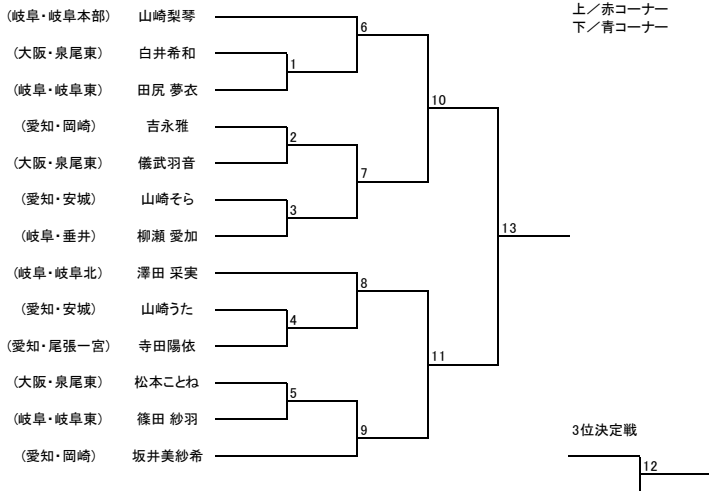 (岐阜・岐阜本部) 山崎梨琴
6
上／赤コーナー
下／青コーナー
(大阪・泉尾東) 白井希和
1
(岐阜・岐阜東) 田尻 夢衣
10
(愛知・岡崎) 吉永雅
2
(大阪・泉尾東) 儀武羽音
7
(愛知・安城) 山崎そら
3
(岐阜・垂井) 柳瀬 愛加
13
(岐阜・岐阜北) 澤田 采実
8
(愛知・安城) 山崎うた
4
(愛知・尾張一宮) 寺田陽依
11
(大阪・泉尾東) 松本ことね
5
(岐阜・岐阜東) 篠田 紗羽
9
3位決定戦
(愛知・岡崎) 坂井美紗希
12